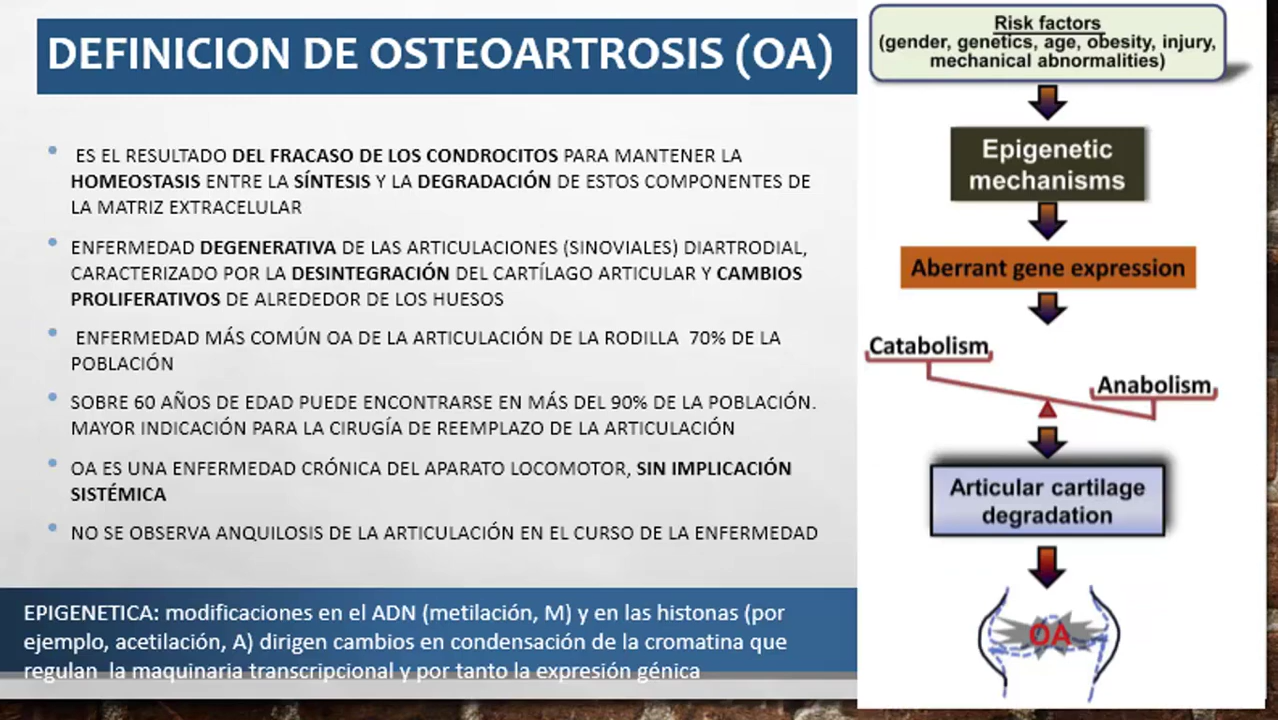 DEFINICION DE OSTEOARTROSIS (OA)
• ES EL RESULTADO DEL FRACASO DE LOS CONDROCITOS PARA MANTENER LA
HOMEOSTASIS ENTRE LA SÍNTESIS Y LA DEGRADACIÓN DE ESTOS COMPONENTES DE
LA MATRIZ EXTRACELULAR
• ENFERMEDAD DEGENERATIVA DE LAS ARTICULACIONES (SINOVIALES) DIARTRODIAL,
CARACTERIZADO POR LA DESINTEGRACIÓN DEL CARTÍLAGO ARTICULAR Y CAMBIOS
PROLIFERATIVOS DE ALREDEDOR DE LOS HUESOS
• ENFERMEDAD MÁS COMÚN OA DE LA ARTICULACIÓN DE LA RODILLA 70% DE LA
POBLACIÓN
• SOBRE 60 AÑOS DE EDAD PUEDE ENCONTRARSE EN MÁS DEL 90% DE LA POBLACIÓN.
MAYOR INDICACIÓN PARA LA CIRUGÍA DE REEMPLAZO DE LA ARTICULACIÓN
• OA ES UNA ENFERMEDAD CRÓNICA DEL APARATO LOCOMOTOR, SIN IMPLICACIÓN
SISTÉMICA
• NO SE OBSERVA ANQUILOSIS DE LA ARTICULACIÓN EN EL CURSO DE LA ENFERMEDAD
EPIGENETICA: modificaciones en el ADN (metilación, M) y en las histonas (por
ejemplo, acetilación, A) dirigen cambios en condensación de la cromatina que
regulan la maquinaria transcripcional y por tanto la expresión génica
Risk factors
(gender, genetics, age, obesity, injury,
mechanical abnormalities)
Epigenetic
mechanisms
Aberrant gene expression
Catabolism
Anabolism
Articular cartilage
degradation
OA